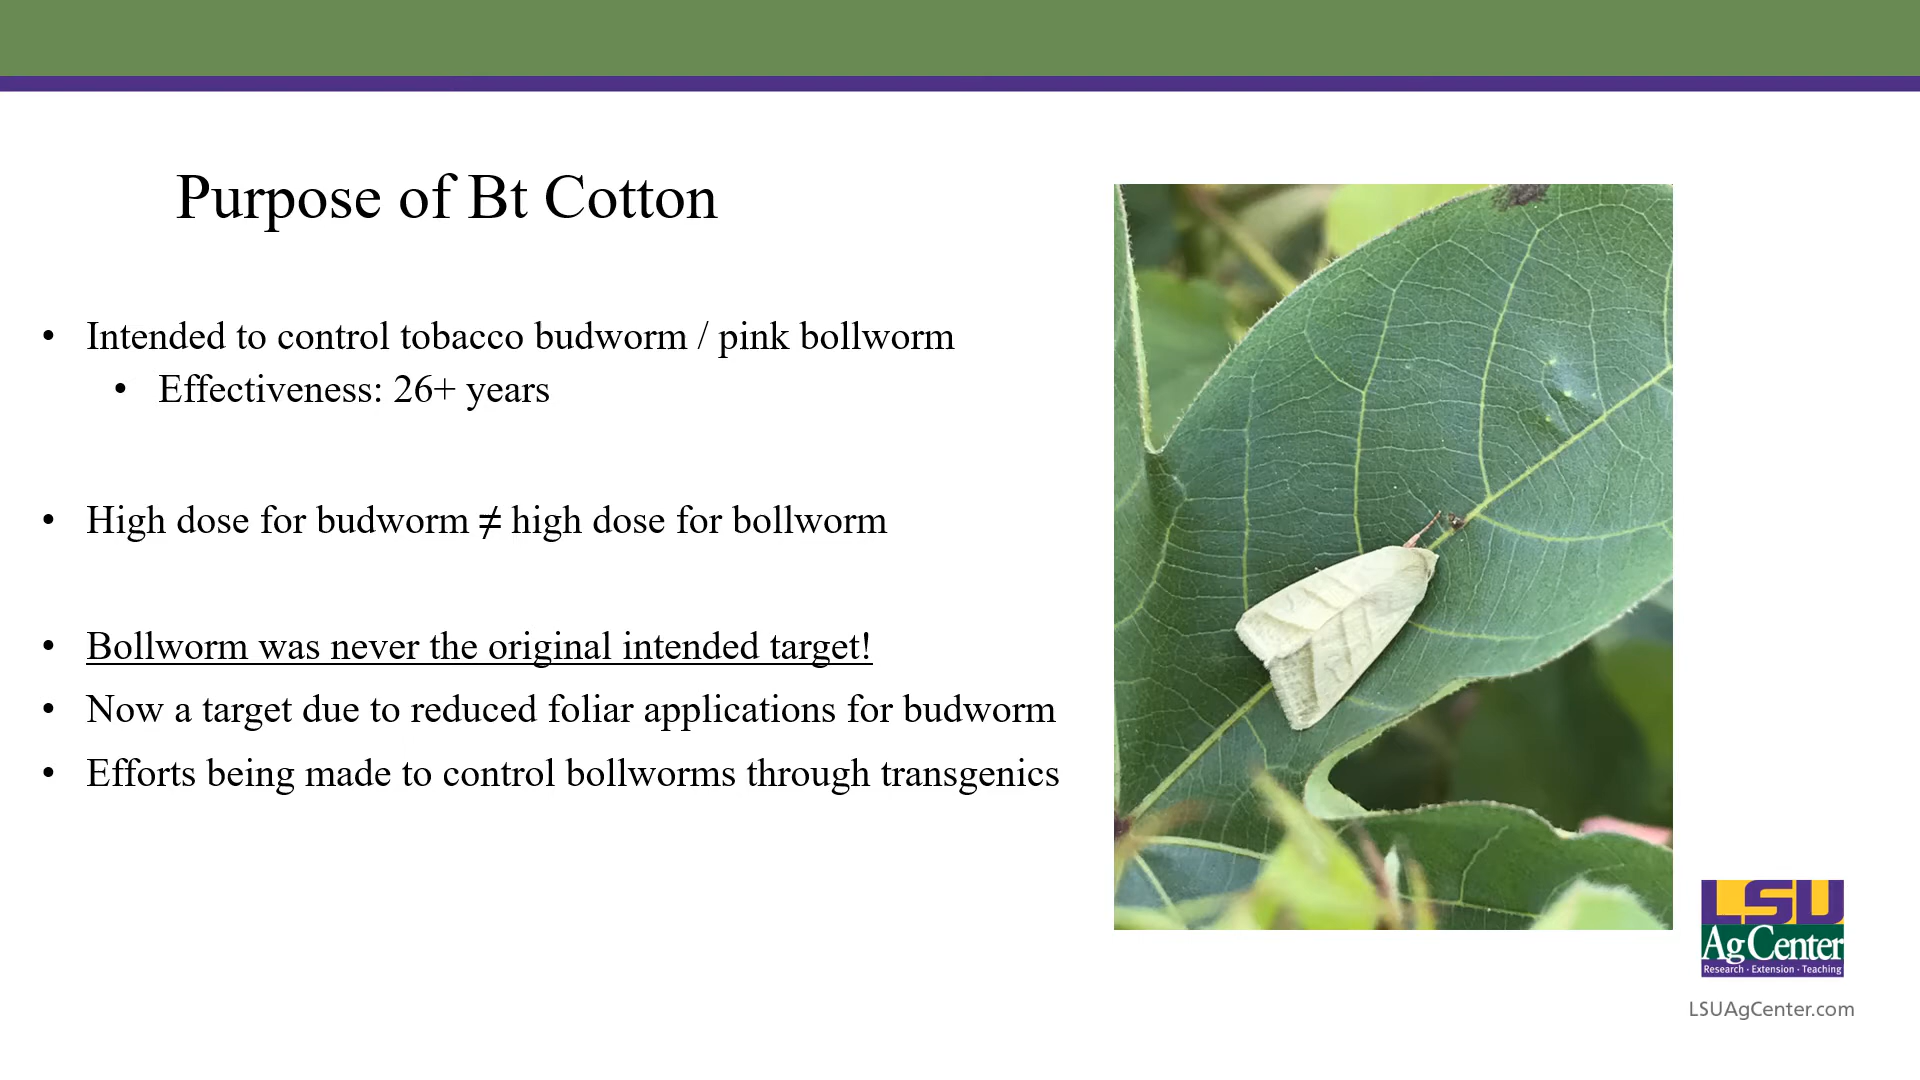 Purpose of Bt Cotton
• Intended to control tobacco budworm / pink bollworm
• Effectiveness: 26+ years
• High dose for budworm ≠ high dose for bollworm
• Bollworm was never the original intended target!
• Now a target due to reduced foliar applications for budworm
• Efforts being made to control bollworms through transgenics
LSU
AgCenter
Research · Extension · Teaching
LSUAgCenter.com